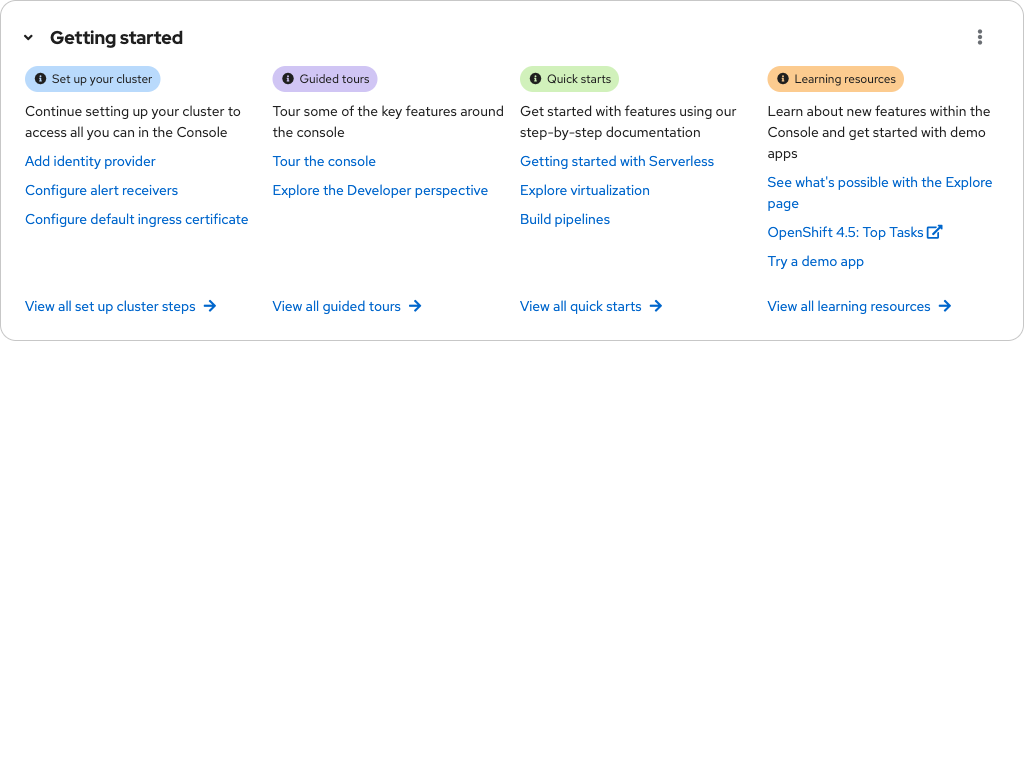 Getting started
Set up your cluster
Continue setting up your cluster to
access all you can in the Console
Add identity provider
Configure alert receivers
Configure default ingress certificate
View all set up cluster steps
Guided tours
Tour some of the key features around
the console
Tour the console
Explore the Developer perspective
View all guided tours
Quick starts
Get started with features using our
step-by-step documentation
Getting started with Serverless
Explore virtualization
Build pipelines
View all quick starts
Learning resources
Learn about new features within the
Console and get started with demo
apps
See what's possible with the Explore
page
OpenShift 4.5: Top Tasks
Try a demo app
View all learning resources